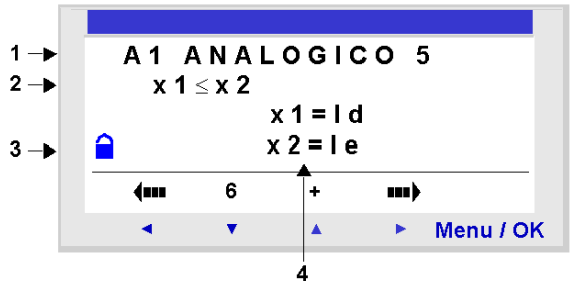 1 A1 ANALOGICO 5
2 x1 ≤ x2
x1 = Id
3 x2 = Ie
6 +
Menu / OK
4